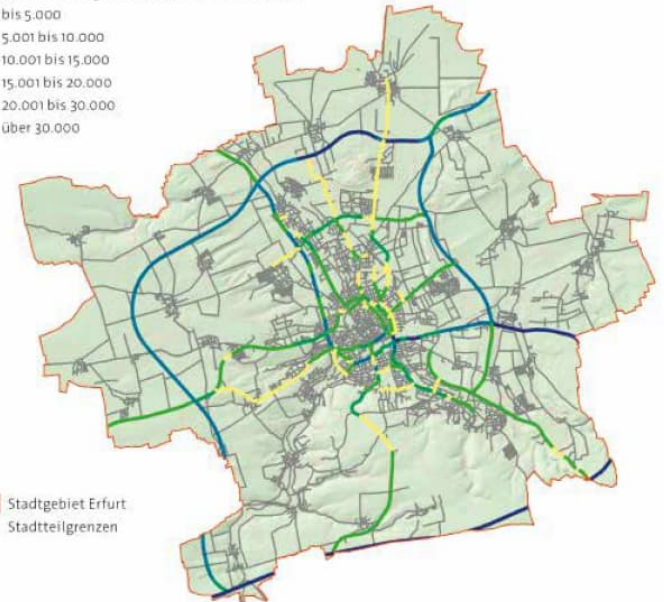 bis 5.000
5.001 bis 10.000
10.001 bis 15.000
15.001 bis 20.000
20.001 bis 30.000
über 30.000
Stadtgebiet Erfurt
Stadtteilgrenzen